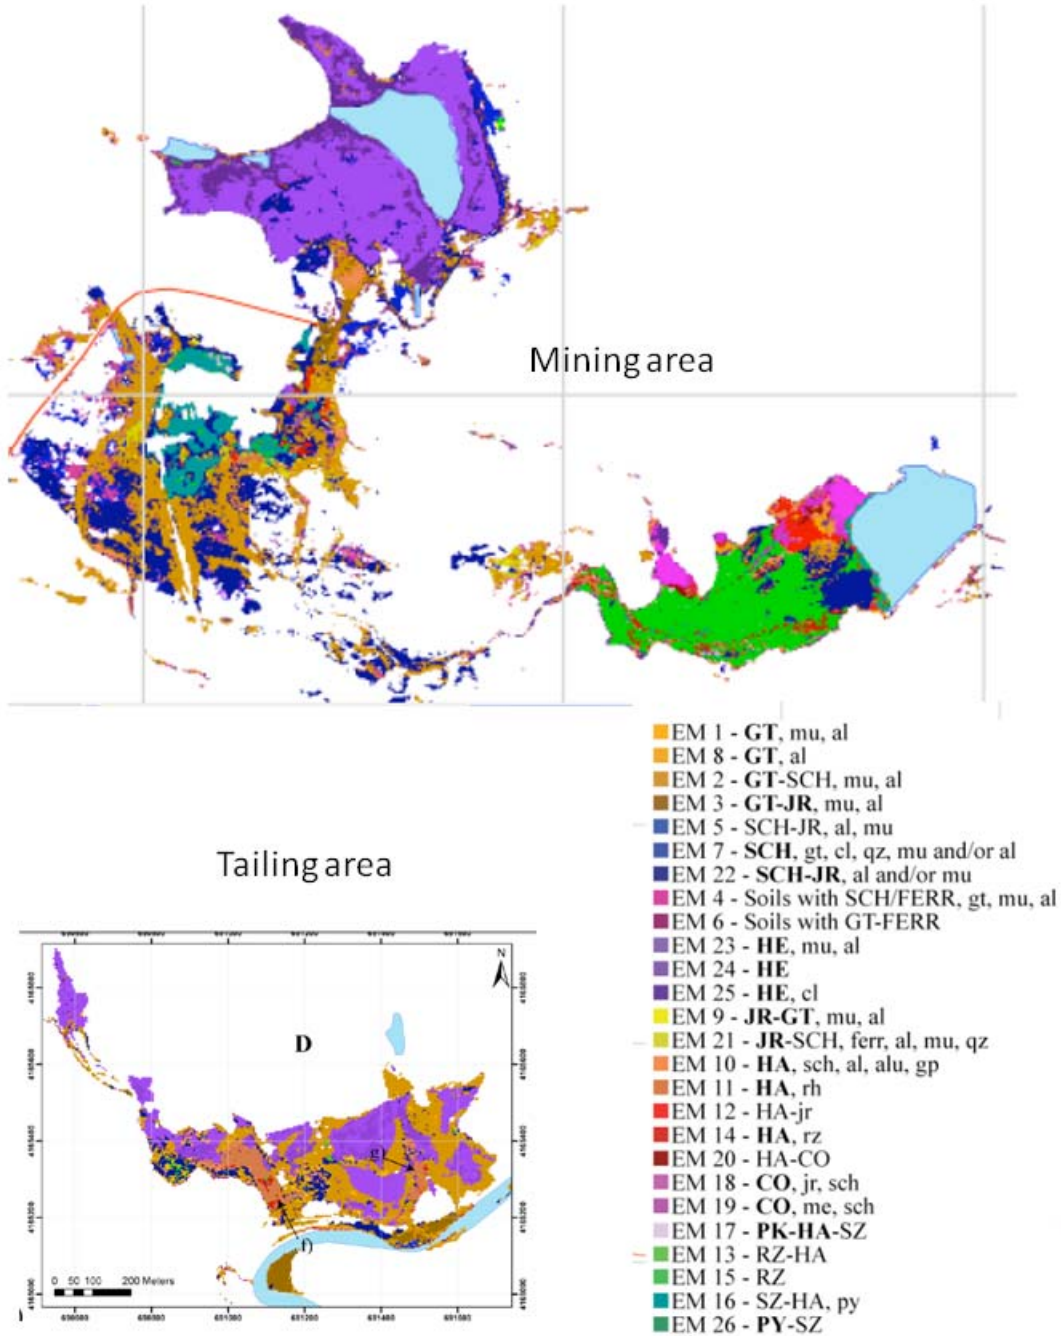 Mining area
EM 1 - GT, mu, al
EM 8 - GT, al
EM 2 - GT-SCH, mu, al
EM 3 - GT-JR, mu, al
EM 5 - SCH-JR, al, mu
EM 7 - SCH, gt, cl, qz, mu and/or al
EM 22 - SCH-JR, al and/or mu
EM 4 - Soils with SCH/FERR, gt, mu, al
EM 6 - Soils with GT-FERR
EM 23 - HE, mu, al
EM 24 - HE
EM 25 - HE, cl
EM 9 - JR-GT, mu, al
EM 21 - JR-SCH, ferr, al, mu, qz
EM 10 - HA, sch, al, alu, gp
EM 11 - HA, rh
EM 12 - HA-jr
EM 14 - HA, rz
EM 20 - HA-CO
EM 18 - CO, jr, sch
EM 19 - CO, me, sch
EM 17 - PK-HA-SZ
EM 13 - RZ-HA
EM 15 - RZ
EM 16 - SZ-HA, py
EM 26 - PY-SZ
Tailing area
N
D
g)
f)
0 50 100 200 Meters